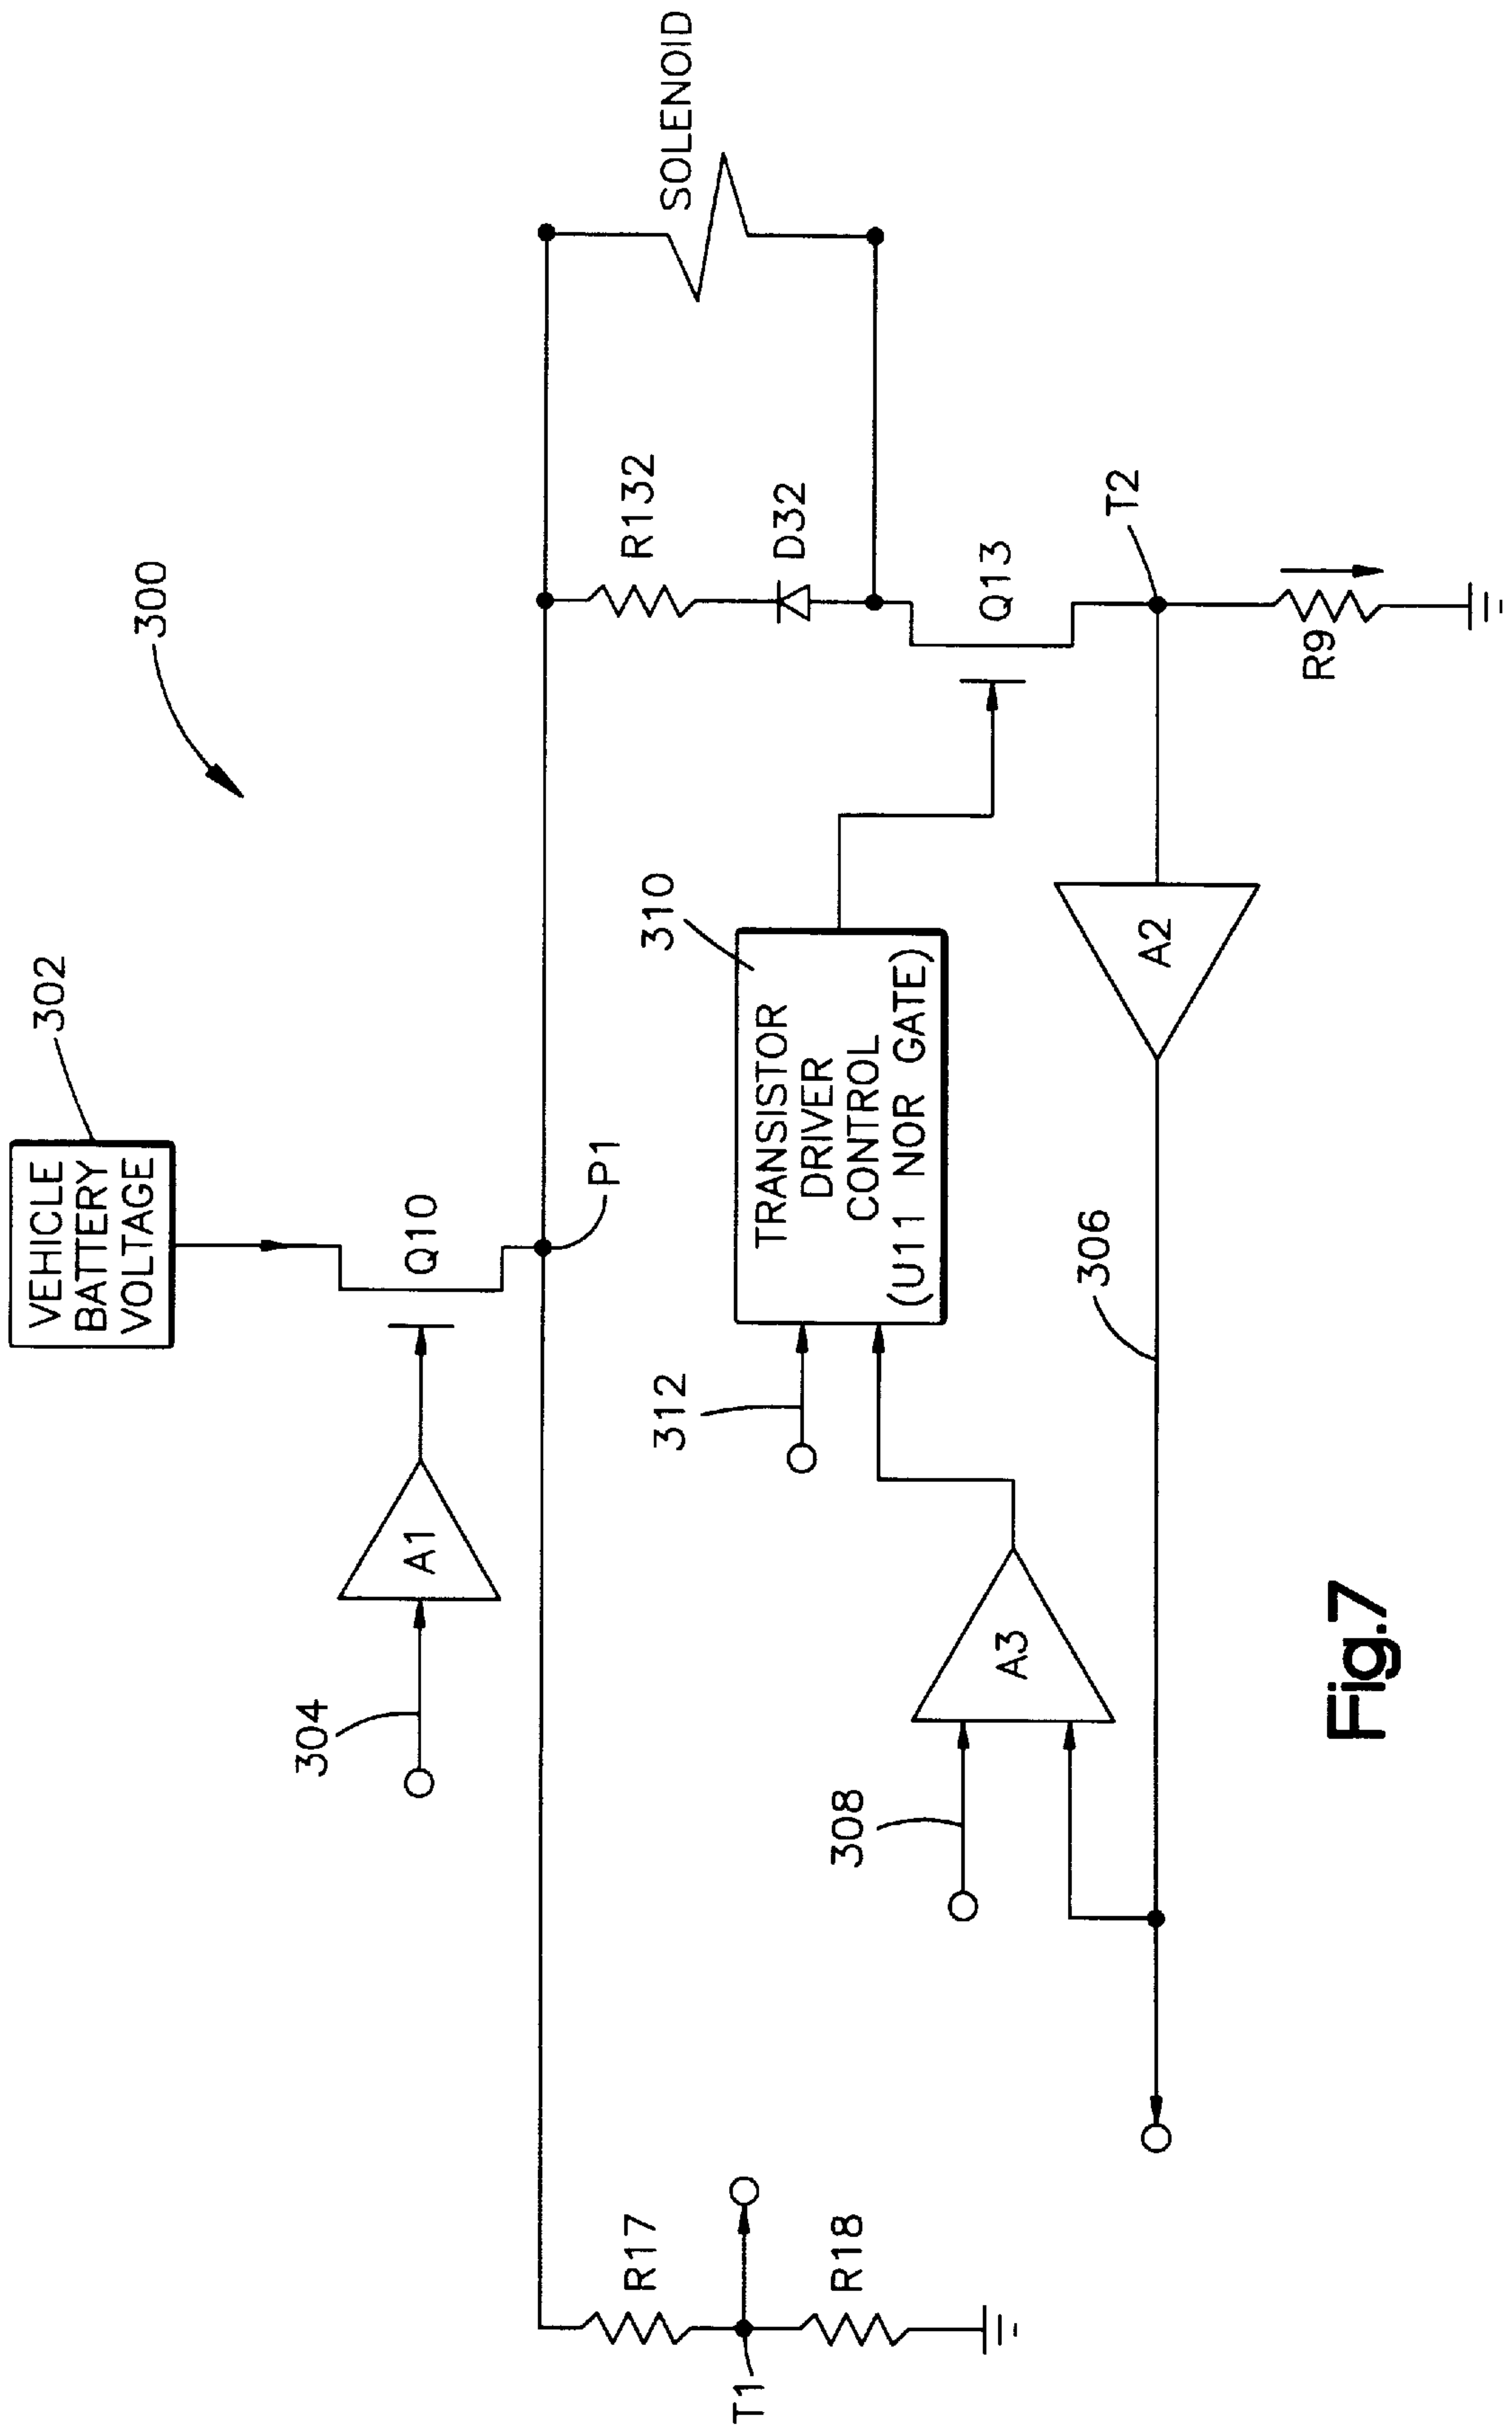 300
302
VEHICLE
BATTERY
VOLTAGE
304
A1
Q10
P1
SOLENOID
R132
D32
310
312
TRANSISTOR
DRIVER
CONTROL
(U11 NOR GATE)
Q13
R17
T1
R18
308
A3
306
A2
T2
R9
Fig.7